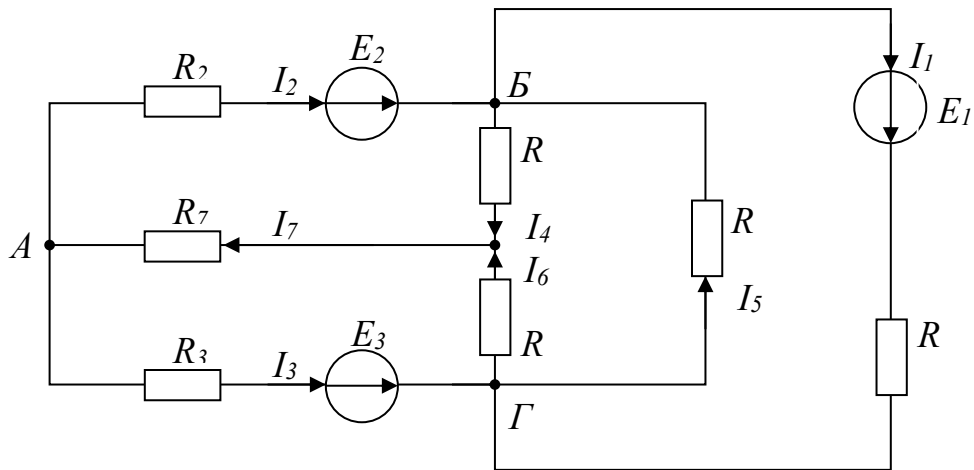 E₂
I₁
R₂
I₂
Б
E₁
R
R₇
I₇
I₄
R
А
I₆
I₅
E₃
R₃
I₃
R
R
Г